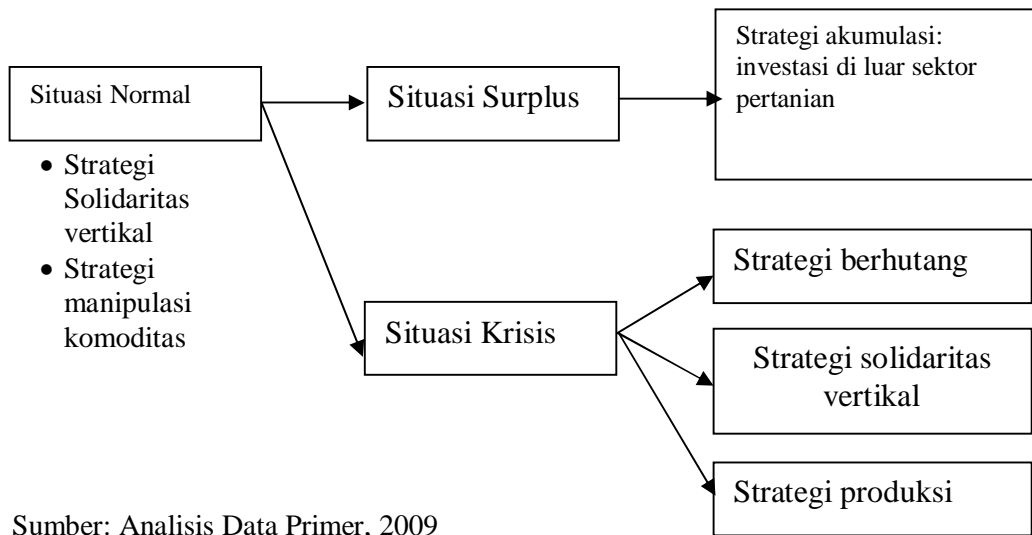 Situasi Normal
• Strategi
Solidaritas
vertikal
• Strategi
manipulasi
komoditas
Situasi Surplus
Strategi akumulasi:
investasi di luar sektor
pertanian
Situasi Krisis
Strategi berhutang
Strategi solidaritas
vertikal
Strategi produksi
Sumber: Analisis Data Primer, 2009